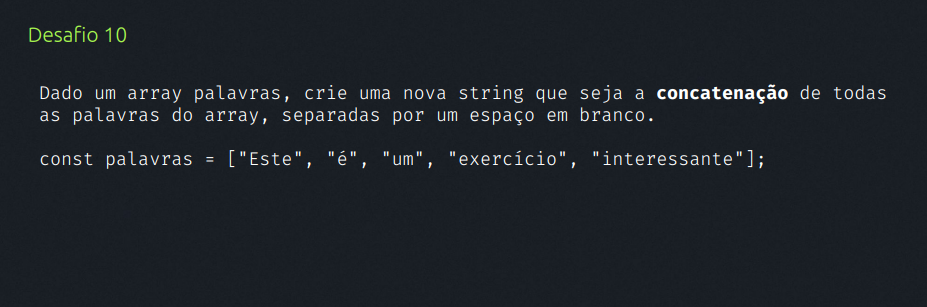 Desafio 10
Dado um array palavras, crie uma nova string que seja a concatenação de todas
as palavras do array, separadas por um espaço em branco.
const palavras = ["Este", "é", "um", "exercício", "interessante"];